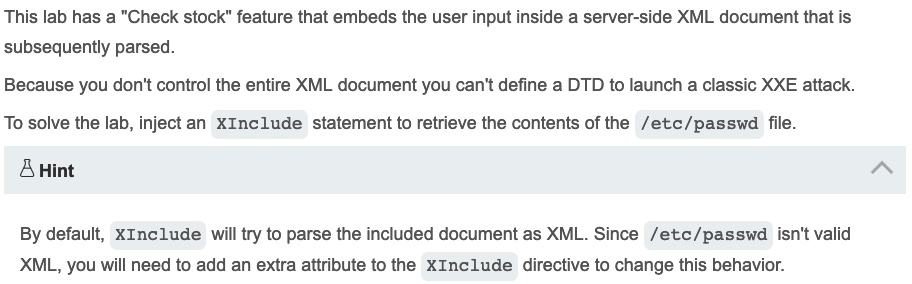 This lab has a "Check stock" feature that embeds the user input inside a server-side XML document that is
subsequently parsed.
Because you don't control the entire XML document you can't define a DTD to launch a classic XXE attack.
To solve the lab, inject an XInclude statement to retrieve the contents of the /etc/passwd file.
Hint
By default, XInclude will try to parse the included document as XML. Since /etc/passwd isn't valid
XML, you will need to add an extra attribute to the XInclude directive to change this behavior.